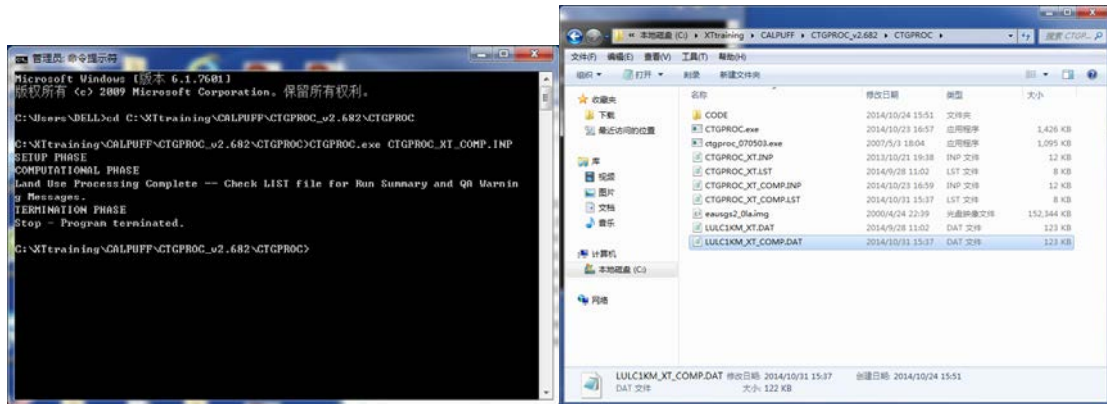 管理员: 命令提示符
Microsoft Windows [版本 6.1.7601]
版权所有 (c) 2009 Microsoft Corporation。保留所有权利。
C:\Users\DELL>cd C:\XTtraining\CALPUFF\CTGPROC_v2.682\CTGPROC
C:\XTtraining\CALPUFF\CTGPROC_v2.682\CTGPROC>CTGPROC.exe CTGPROC_XT_COMP.INP
SETUP PHASE
COMPUTATIONAL PHASE
Land Use Processing Complete -- Check LIST file for Run Summary and QA Warnin
g Messages.
TERMINATION PHASE
Stop - Program terminated.
C:\XTtraining\CALPUFF\CTGPROC_v2.682\CTGPROC>
« 本地磁盘 (C:) ▸ XTtraining ▸ CALPUFF ▸ CTGPROC_v2.682 ▸ CTGPROC ▸ 搜索 CTGP...
文件(F) 编辑(E) 查看(V) 工具(T) 帮助(H)
组织 打开 刻录 新建文件夹
收藏夹
下载
最近访问的位置
库
视频
图片
文档
音乐
计算机
本地磁盘 (C:)
网络
名称 修改日期 类型 大小
CODE 2014/10/24 15:51 文件夹
CTGPROC.exe 2014/10/23 16:57 应用程序 1,426 KB
ctgproc_070503.exe 2007/5/3 18:04 应用程序 1,095 KB
CTGPROC_XT.INP 2013/10/21 19:38 INP 文件 12 KB
CTGPROC_XT.LST 2014/9/28 11:02 LST 文件 8 KB
CTGPROC_XT_COMP.INP 2014/10/23 16:59 INP 文件 12 KB
CTGPROC_XT_COMP.LST 2014/10/31 15:37 LST 文件 8 KB
eausgs2_0la.img 2000/4/24 22:39 光盘映像文件 152,344 KB
LULC1KM_XT.DAT 2014/9/28 11:02 DAT 文件 123 KB
LULC1KM_XT_COMP.DAT 2014/10/31 15:37 DAT 文件 123 KB
LULC1KM_XT_COMP.DAT 修改日期: 2014/10/31 15:37 创建日期: 2014/10/24 15:51
DAT 文件 大小: 122 KB